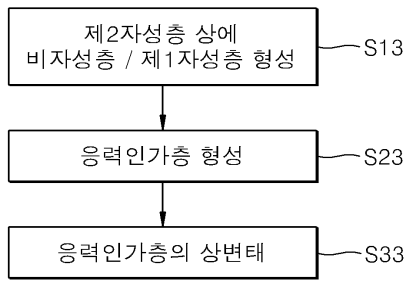 제2자성층 상에
비자성층 / 제1자성층 형성
S13
응력인가층 형성
S23
응력인가층의 상변태
S33